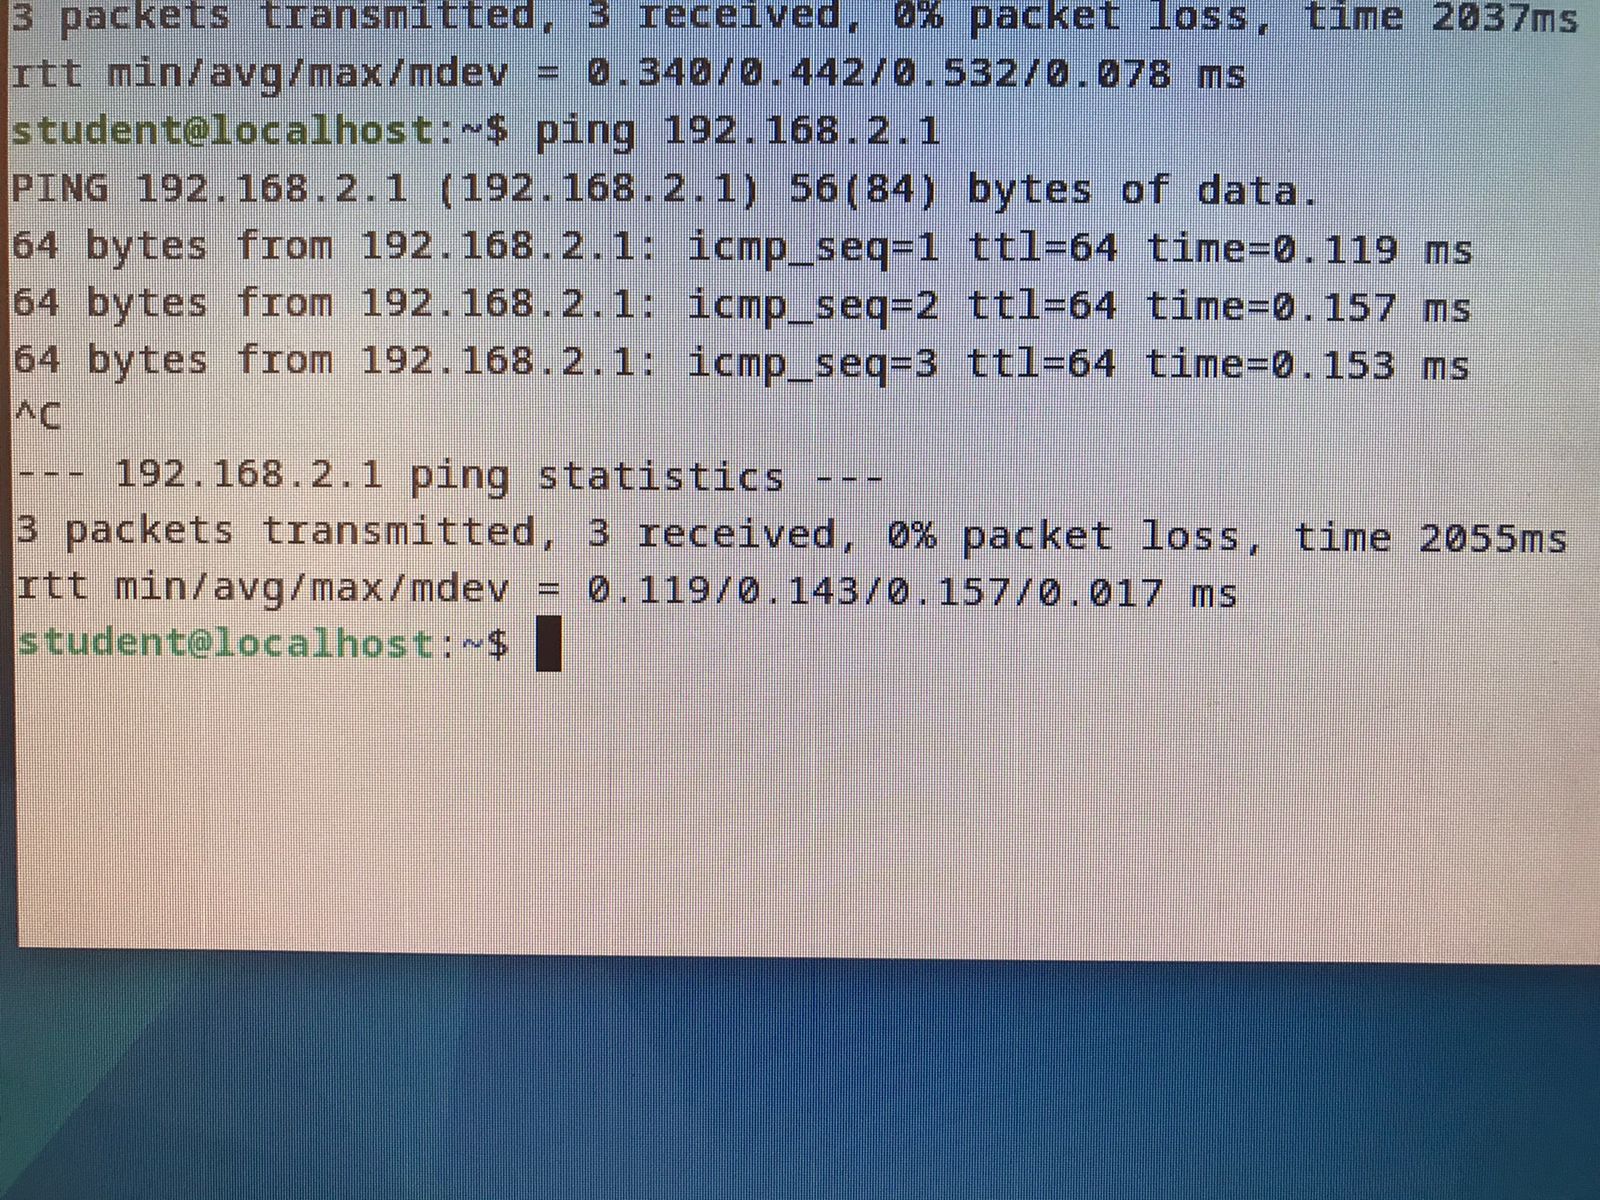 3 packets transmitted, 3 received, 0% packet loss, time 2037ms
rtt min/avg/max/mdev = 0.340/0.442/0.532/0.078 ms
student@localhost:~$ ping 192.168.2.1
PING 192.168.2.1 (192.168.2.1) 56(84) bytes of data.
64 bytes from 192.168.2.1: icmp_seq=1 ttl=64 time=0.119 ms
64 bytes from 192.168.2.1: icmp_seq=2 ttl=64 time=0.157 ms
64 bytes from 192.168.2.1: icmp_seq=3 ttl=64 time=0.153 ms
^C
--- 192.168.2.1 ping statistics ---
3 packets transmitted, 3 received, 0% packet loss, time 2055ms
rtt min/avg/max/mdev = 0.119/0.143/0.157/0.017 ms
student@localhost:~$